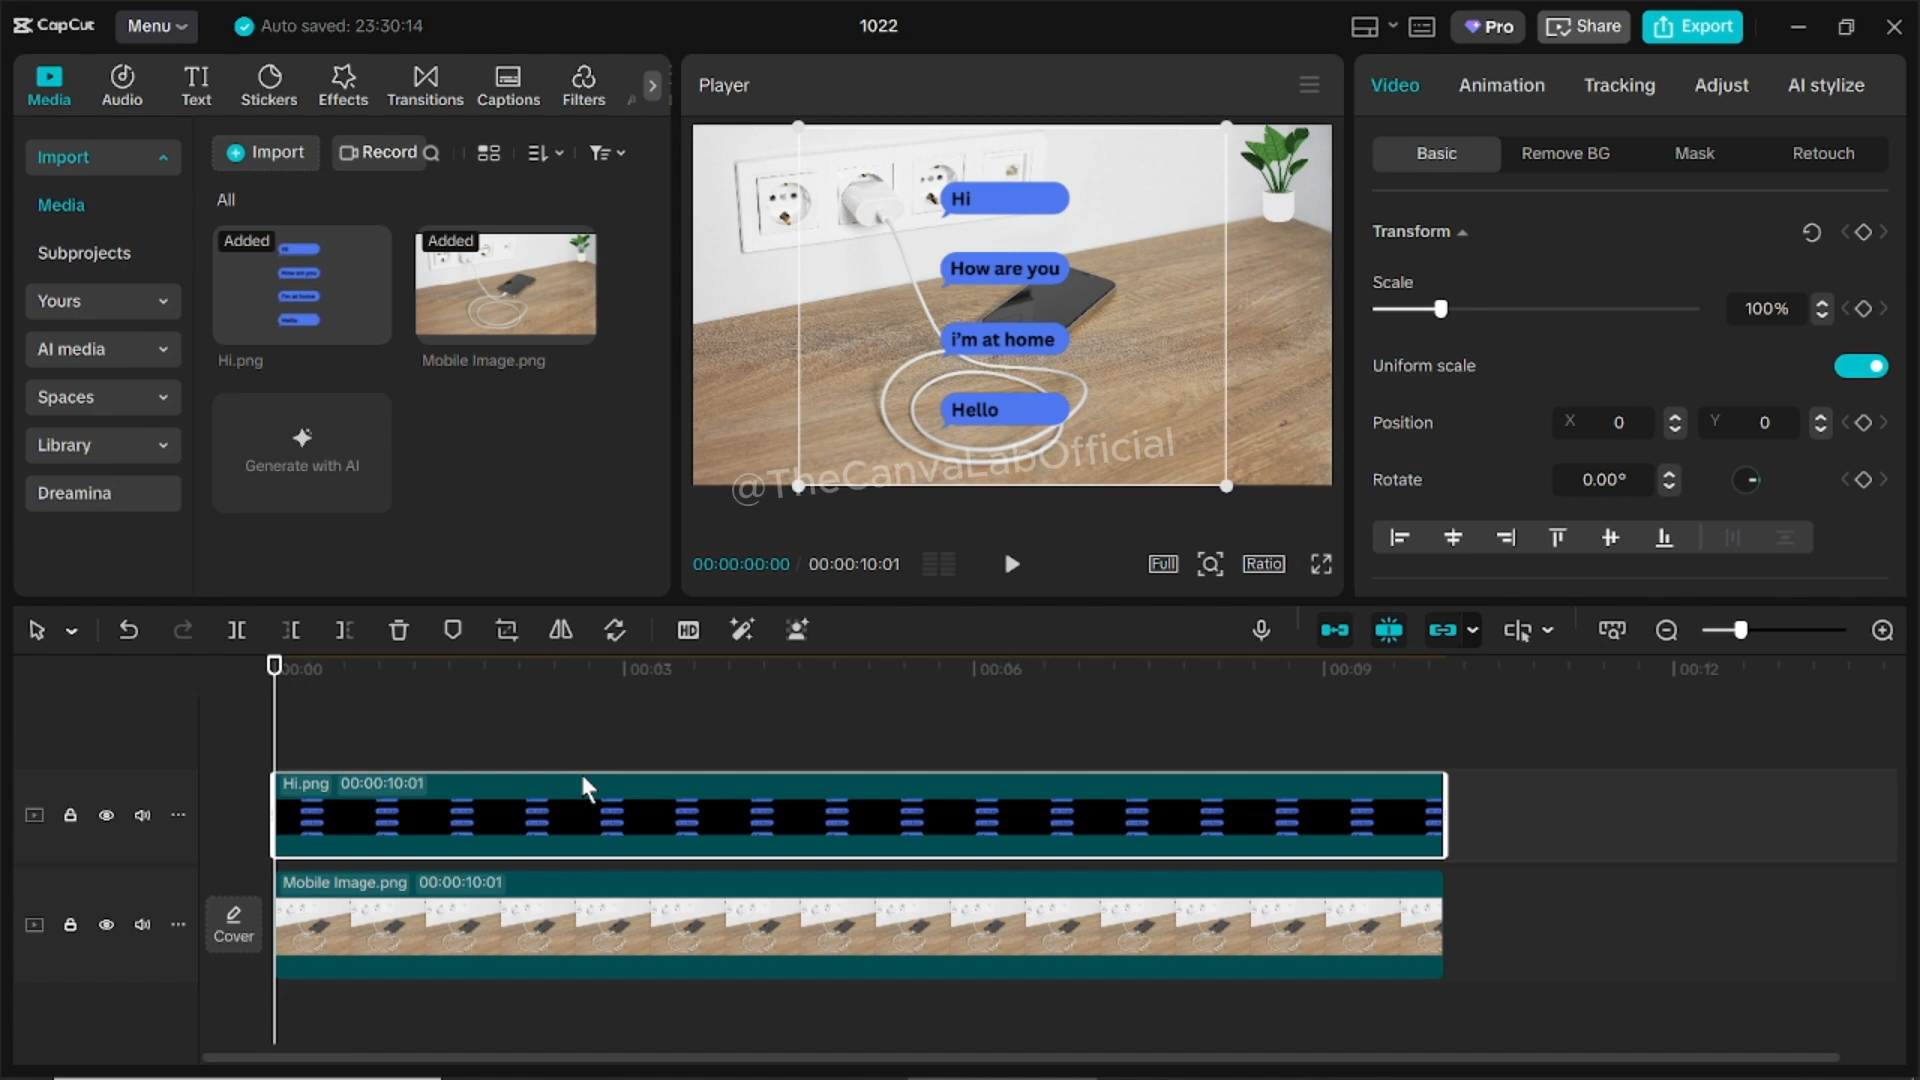 CapCut
Menu
Auto saved: 23:30:14
1022
Pro
Share
Export
Media
Audio
TI
Text
Stickers
Effects
Transitions
Captions
Filters
Import
Media
Subprojects
Yours
AI media
Spaces
Library
Dreamina
Import
Record
All
Added
Hi.png
Added
Mobile Image.png
Generate with AI
Player
Hi
How are you
i'm at home
Hello
@TheCanvaLabOfficial
00:00:00:00 / 00:00:10:01
Full
Ratio
Video
Animation
Tracking
Adjust
AI stylize
Basic
Remove BG
Mask
Retouch
Transform
Scale
100%
Uniform scale
Position
X 0
Y 0
Rotate
0.00°
HD
00:00
00:03
00:06
00:09
00:12
Hi.png 00:00:10:01
Mobile Image.png 00:00:10:01
Cover